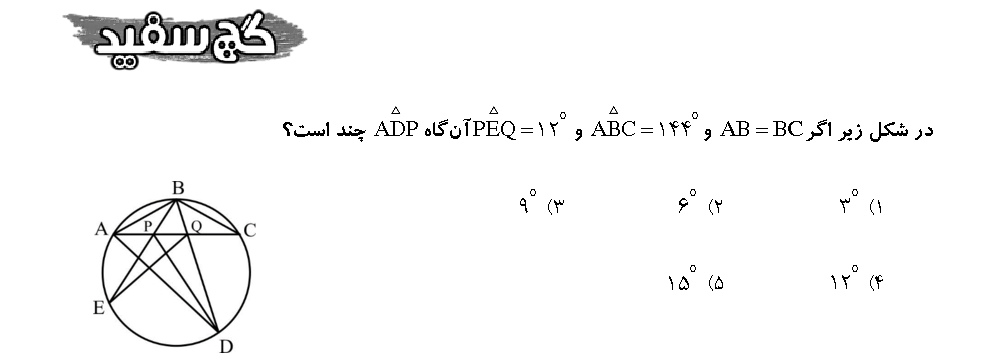 گچ سفید
در شکل زیر اگر AB = BC و ABC = ۱۴۴° و PEQ = ۱۲° آن‌گاه ADP چند است؟
۱) ۳° ۲) ۶° ۳) ۹°
۴) ۱۲° ۵) ۱۵°
B
A P Q C
E
D